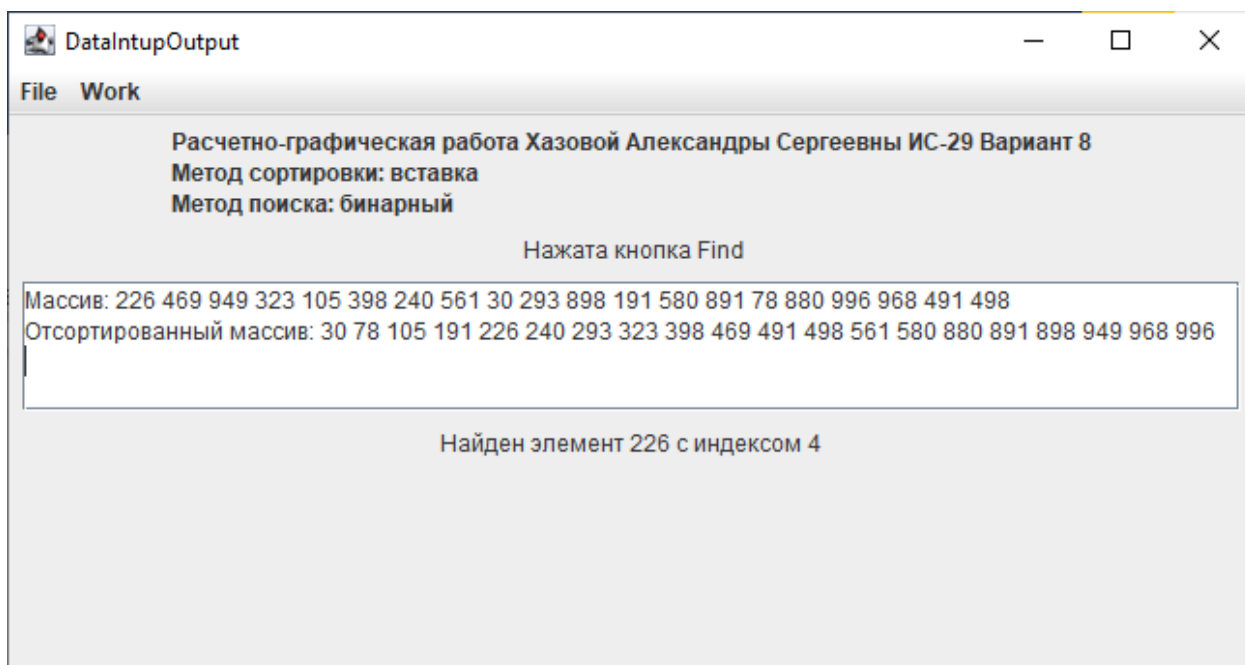 DataIntupOutput
File Work
Расчетно-графическая работа Хазовой Александры Сергеевны ИС-29 Вариант 8
Метод сортировки: вставка
Метод поиска: бинарный
Нажата кнопка Find
Массив: 226 469 949 323 105 398 240 561 30 293 898 191 580 891 78 880 996 968 491 498
Отсортированный массив: 30 78 105 191 226 240 293 323 398 469 491 498 561 580 880 891 898 949 968 996
Найден элемент 226 с индексом 4